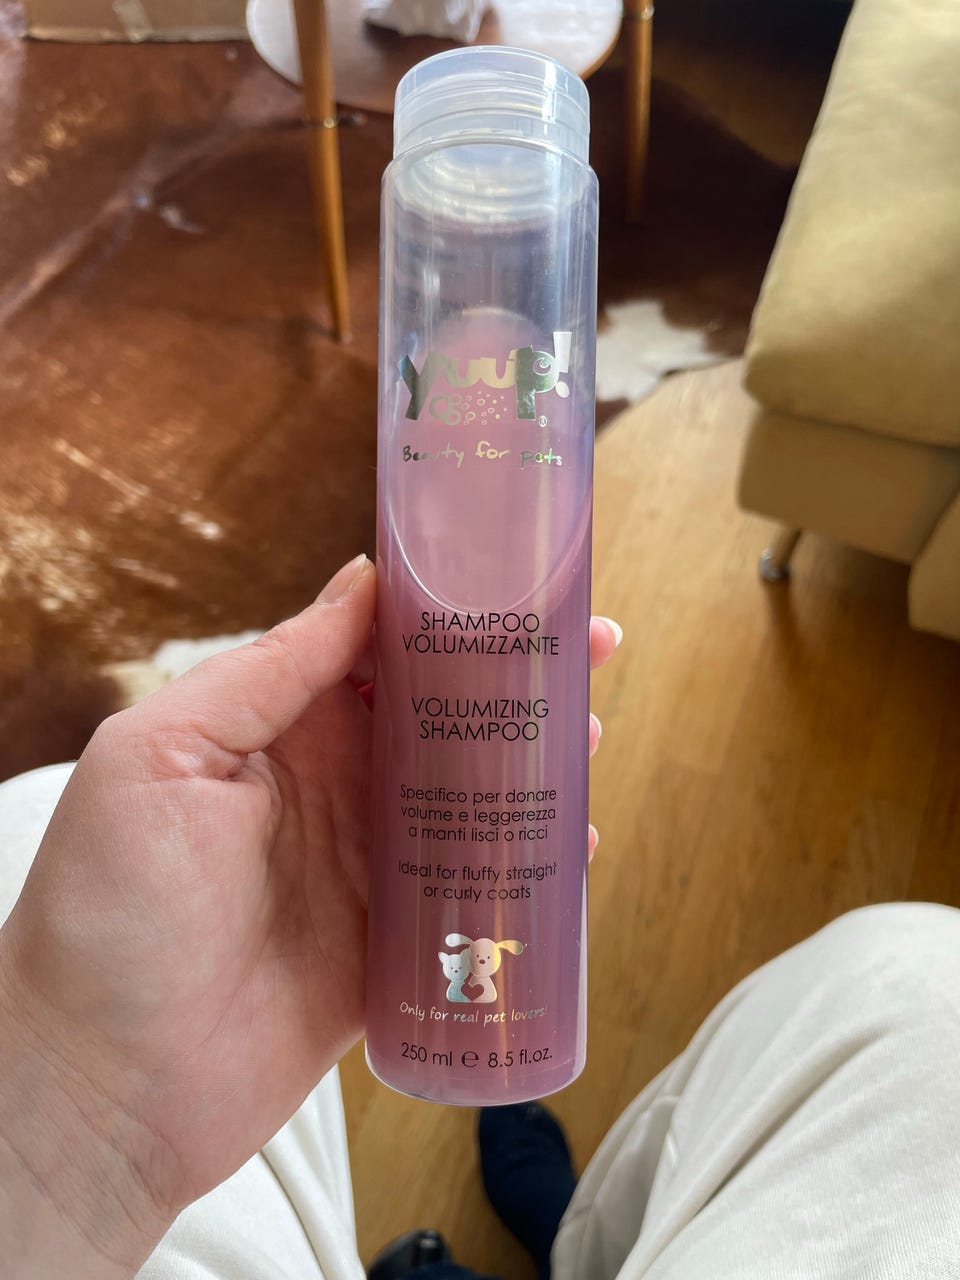 yuup!
®
Beauty for pets
SHAMPOO
VOLUMIZZANTE
VOLUMIZING
SHAMPOO
Specifico per donare
volume e leggerezza
a manti lisci o ricci
Ideal for fluffy straight
or curly coats
Only for real pet lovers!
250 ml ℮ 8.5 fl.oz.